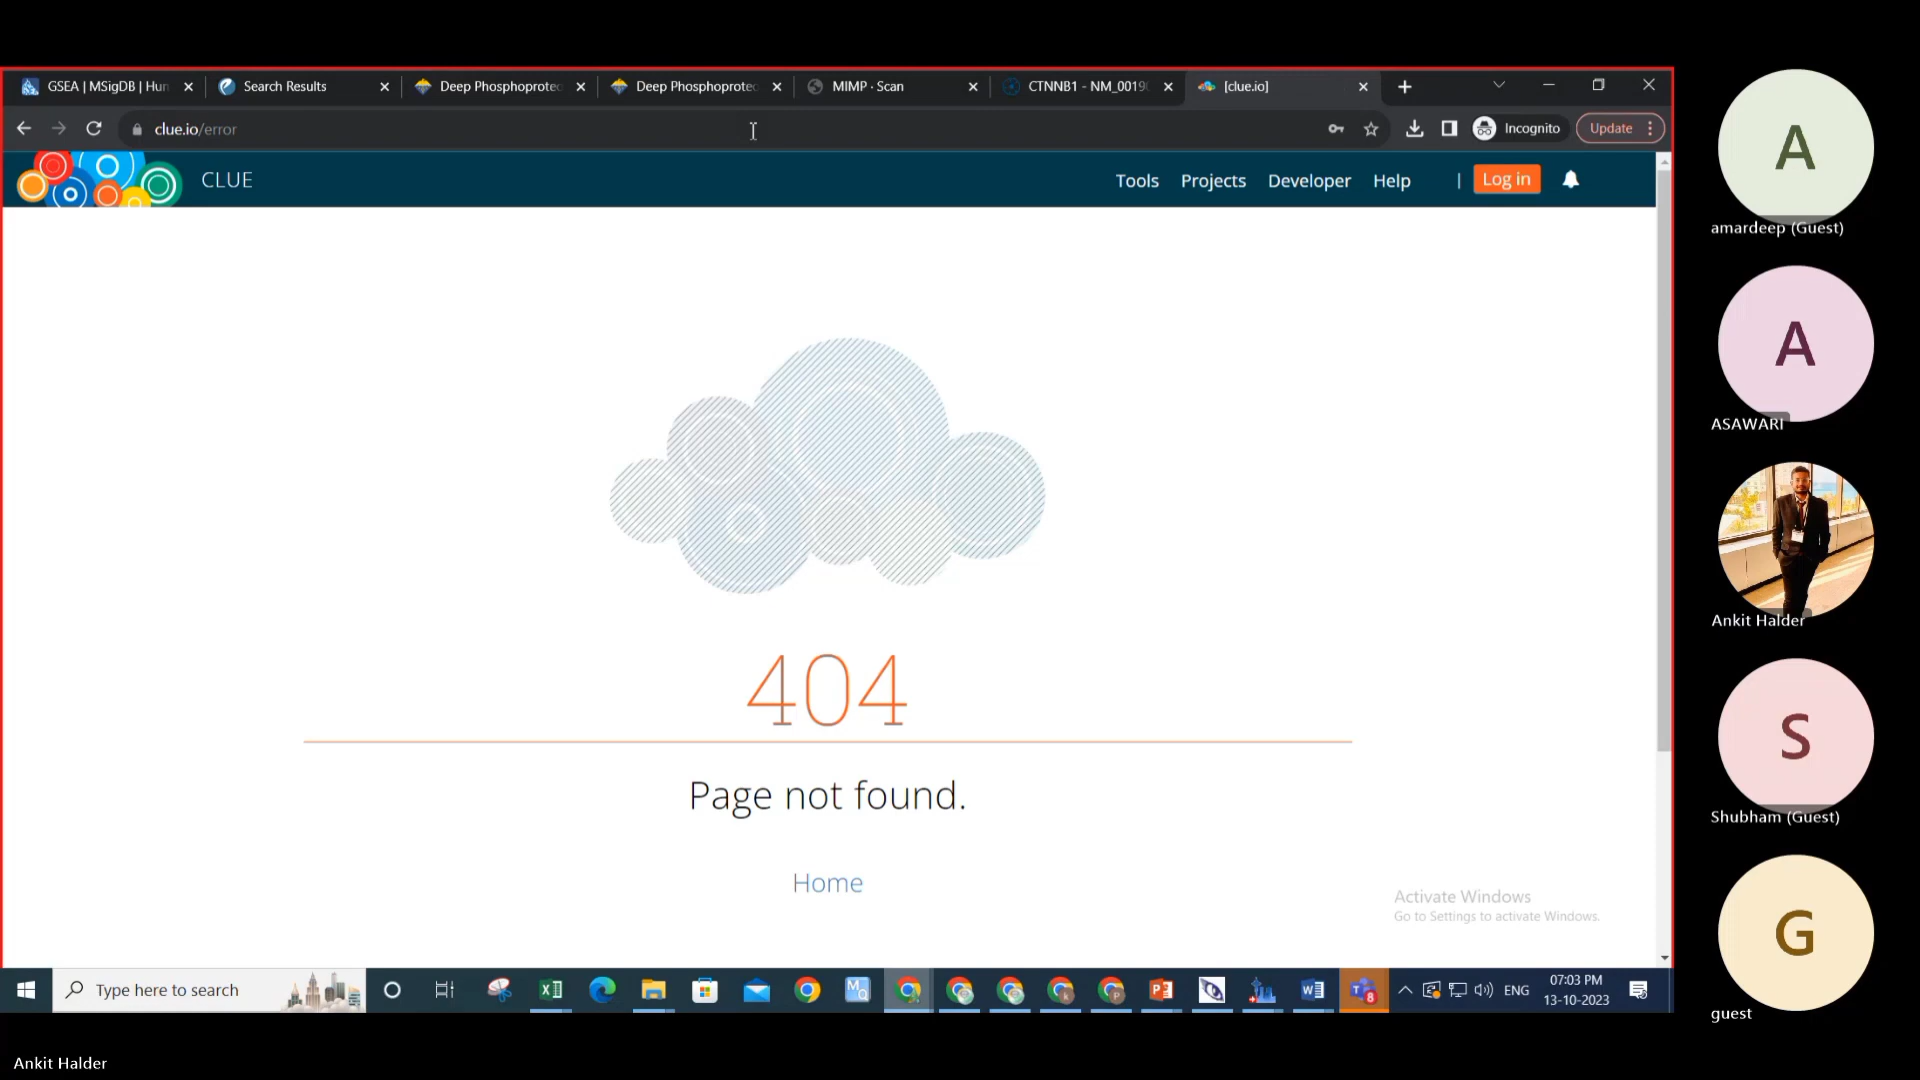 GSEA | MSigDB | Hun
Search Results
Deep Phosphoproteo
Deep Phosphoproteo
MIMP · Scan
CTNNB1 - NM_0019
[clue.io]
clue.io/error
Incognito
Update
CLUE
Tools
Projects
Developer
Help
|
Log in
404
Page not found.
Home
Activate Windows
Go to Settings to activate Windows.
Type here to search
ENG
07:03 PM
13-10-2023
A
amardeep (Guest)
A
ASAWARI
Ankit Halder
S
Shubham (Guest)
G
guest
Ankit Halder